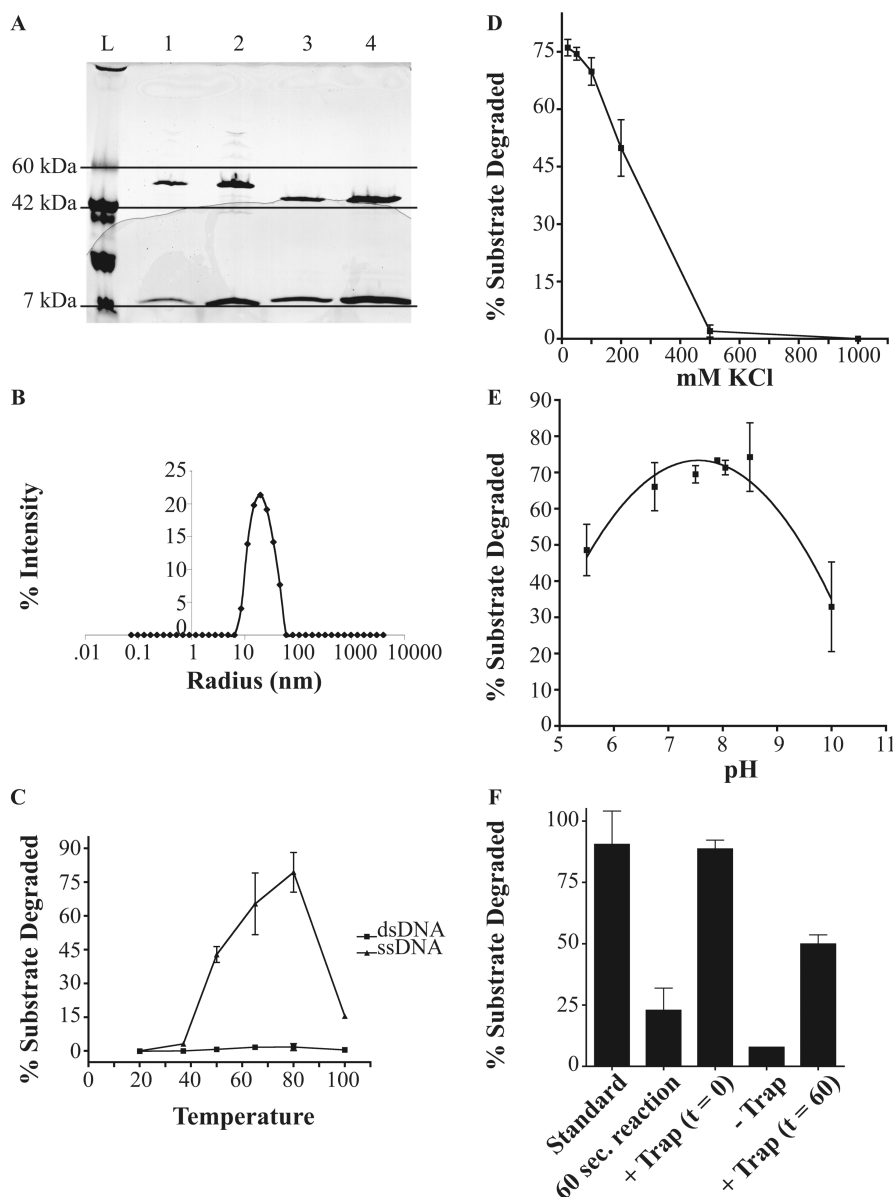 A
L 1 2 3 4
60 kDa
42 kDa
7 kDa
B
% Intensity
25
20
15
10
5
0
.01 0.1 1 10 100 1000 10000
Radius (nm)
C
% Substrate Degraded
90
75
60
45
30
15
0
0 20 40 60 80 100
Temperature
dsDNA
ssDNA
D
% Substrate Degraded
75
60
45
30
15
0
200 400 600 800 1000
mM KCl
E
% Substrate Degraded
90
80
70
60
50
40
30
20
10
0
5 6 7 8 9 10 11
pH
F
% Substrate Degraded
100
75
50
25
0
Standard
60 sec. reaction
+ Trap (t = 0)
- Trap
+ Trap (t = 60)